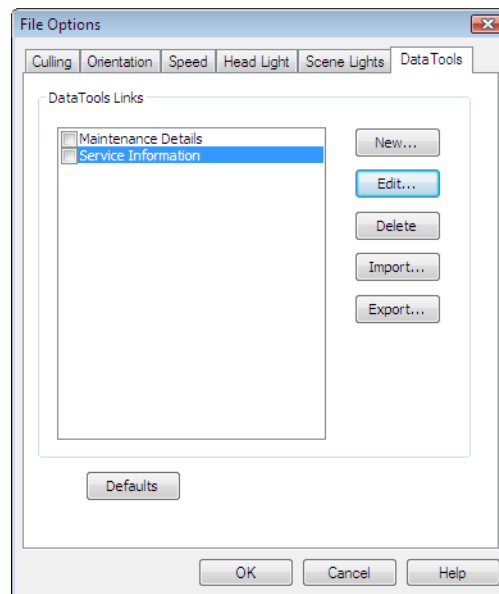 File Options
Culling Orientation Speed Head Light Scene Lights DataTools
DataTools Links
Maintenance Details
Service Information
New...
Edit...
Delete
Import...
Export...
Defaults
OK Cancel Help